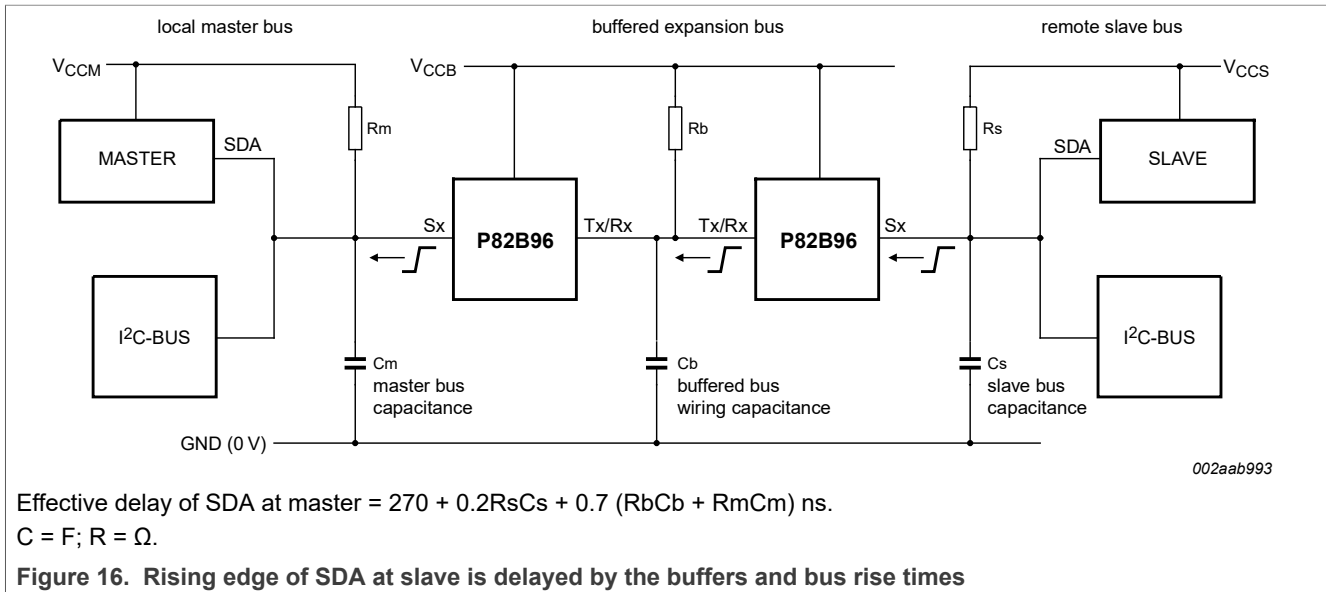 local master bus
buffered expansion bus
remote slave bus
VCCM
VCCB
VCCS
Rm
Rb
Rs
MASTER
SDA
SDA
SLAVE
Sx
P82B96
Tx/Rx
Tx/Rx
P82B96
Sx
I2C-BUS
I2C-BUS
Cm
master bus
capacitance
Cb
buffered bus
wiring capacitance
Cs
slave bus
capacitance
GND (0 V)
002aab993
Effective delay of SDA at master = 270 + 0.2RsCs + 0.7 (RbCb + RmCm) ns.
C = F; R = Ω.
Figure 16. Rising edge of SDA at slave is delayed by the buffers and bus rise times